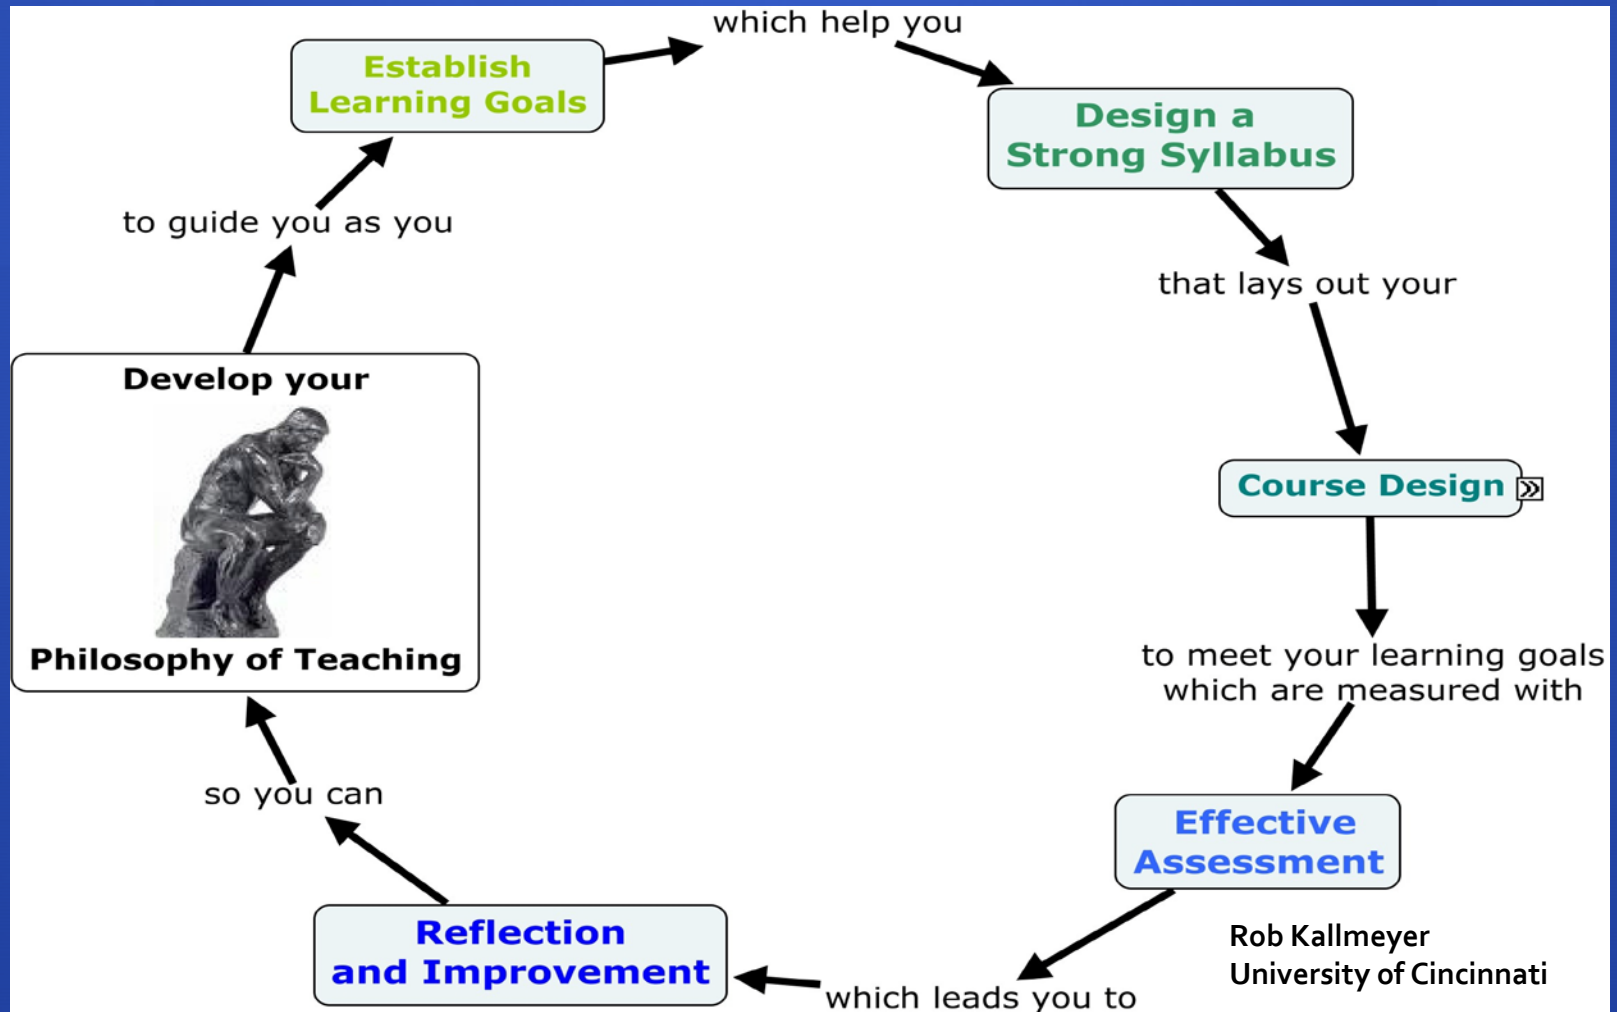 which help you
Establish
Learning Goals
Design a
Strong Syllabus
to guide you as you
that lays out your
Develop your
Philosophy of Teaching
Course Design
to meet your learning goals
which are measured with
so you can
Effective
Assessment
Reflection
and Improvement
which leads you to
Rob Kallmeyer
University of Cincinnati